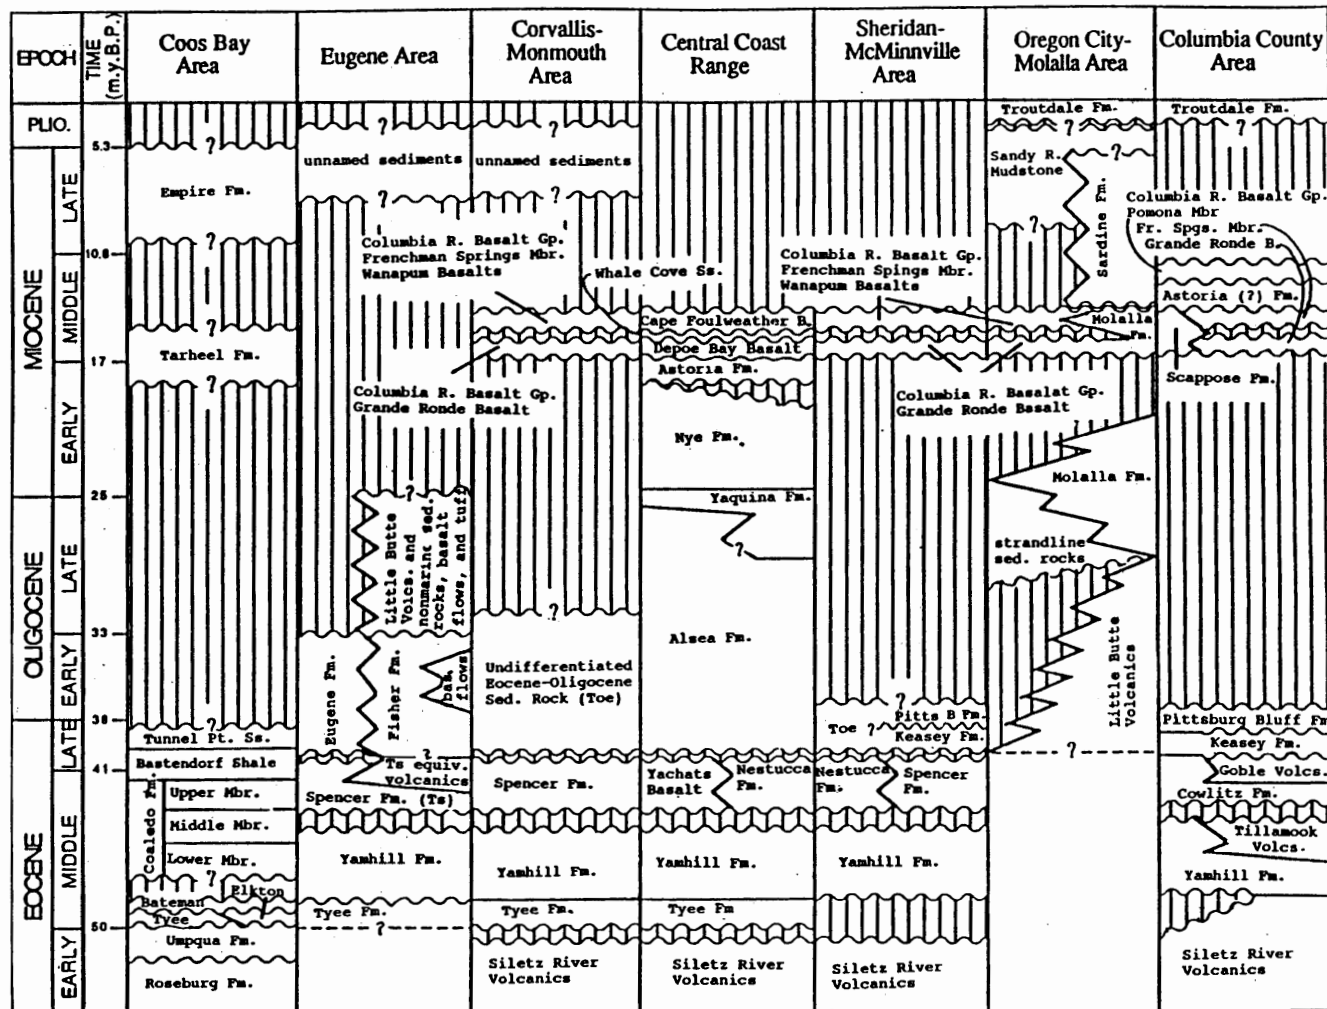 EPOCH
TIME
(m.y.B.P.)
Coos Bay
Area
Eugene Area
Corvallis-
Monmouth
Area
Central Coast
Range
Sheridan-
McMinnville
Area
Oregon City-
Molalla Area
Columbia County
Area
PLIO.
MIOCENE
LATE
MIDDLE
EARLY
OLIGOCENE
LATE
EARLY
EOCENE
LATE
MIDDLE
EARLY
5.3
10.8
17
25
33
38
41
50
?
Empire Fm.
?
?
Tarheel Fm.
?
?
Tunnel Pt. Ss.
Bastendorf Shale
Coaledo Fm.
Upper Mbr.
Middle Mbr.
Lower Mbr.
?
Elkton
Bateman
Tyee
Umpqua Fm.
Roseburg Fm.
?
unnamed sediments
?
Columbia R. Basalt Gp.
Frenchman Springs Mbr.
Wanapum Basalts
Columbia R. Basalt Gp.
Grande Ronde Basalt
?
Little Butte
Volcs. and
nonmarine sed.
rocks, basalt
flows, and tuff
Eugene Fm.
Fisher Fm.
bas.
flows
?
Ts equiv.
volcanics
Spencer Fm. (Ts)
Yamhill Fm.
Tyee Fm.
?
?
unnamed sediments
?
?
Undifferentiated
Eocene-Oligocene
Sed. Rock (Toe)
Spencer Fm.
Yamhill Fm.
Tyee Fm.
Siletz River
Volcanics
Whale Cove Ss.
Cape Foulweather B.
Depoe Bay Basalt
Astoria Fm.
Nye Fm.
Yaquina Fm.
?
Alsea Fm.
Yachats
Basalt
Nestucca
Fm.
Yamhill Fm.
Tyee Fm
Siletz River
Volcanics
Columbia R. Basalt Gp.
Frenchman Spings Mbr.
Wanapum Basalts
Columbia R. Basalat Gp.
Grande Ronde Basalt
?
Pitts B Fm.
Toe ?
Keasey Fm.
Nestucca
Fm.
Spencer
Fm.
Yamhill Fm.
Siletz River
Volcanics
Troutdale Fm.
?
Sandy R.
Mudstone
?
Sardine Fm.
?
Molalla
Fm.
Molalla Fm.
strandline
sed. rocks
Little Butte
Volcanics
?
Troutdale Fm.
?
Columbia R. Basalt Gp.
Pomona Mbr
Fr. Spgs. Mbr.
Grande Ronde B.
Astoria (?) Fm.
Scappose Fm.
Pittsburg Bluff Fm
Keasey Fm.
Goble Volcs.
Cowlitz Fm.
Tillamook
Volcs.
Yamhill Fm.
Siletz River
Volcanics